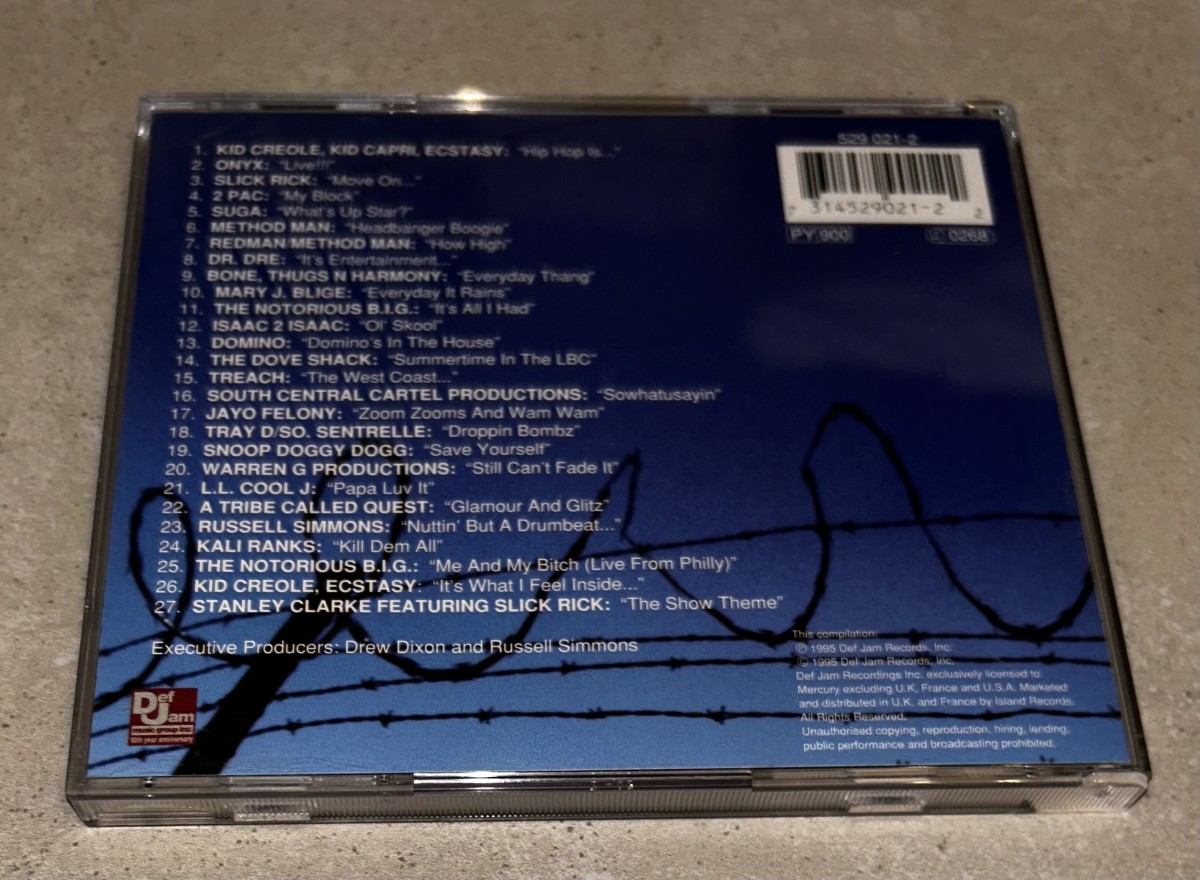 1. KID CREOLE, KID CAPRI, ECSTASY: "Hip Hop Is..."
2. ONYX: "Live!!!"
3. SLICK RICK: "Move On..."
4. 2 PAC: "My Block"
5. SUGA: "What's Up Star?"
6. METHOD MAN: "Headbanger Boogie"
7. REDMAN/METHOD MAN: "How High"
8. DR. DRE: "It's Entertainment..."
9. BONE, THUGS N HARMONY: "Everyday Thang"
10. MARY J. BLIGE: "Everyday It Rains"
11. THE NOTORIOUS B.I.G.: "It's All I Had"
12. ISAAC 2 ISAAC: "Ol' Skool"
13. DOMINO: "Domino's In The House"
14. THE DOVE SHACK: "Summertime In The LBC"
15. TREACH: "The West Coast..."
16. SOUTH CENTRAL CARTEL PRODUCTIONS: "Sowhatusayin"
17. JAYO FELONY: "Zoom Zooms And Wam Wam"
18. TRAY D/SO. SENTRELLE: "Droppin Bombz"
19. SNOOP DOGGY DOGG: "Save Yourself"
20. WARREN G PRODUCTIONS: "Still Can't Fade It"
21. L.L. COOL J: "Papa Luv It"
22. A TRIBE CALLED QUEST: "Glamour And Glitz"
23. RUSSELL SIMMONS: "Nuttin' But A Drumbeat..."
24. KALI RANKS: "Kill Dem All"
25. THE NOTORIOUS B.I.G.: "Me And My Bitch (Live From Philly)"
26. KID CREOLE, ECSTASY: "It's What I Feel Inside..."
27. STANLEY CLARKE FEATURING SLICK RICK: "The Show Theme"
Executive Producers: Drew Dixon and Russell Simmons
529 021-2
7 314529021-2 2
PY 900
0268
Def Jam
music group inc.
10th year anniversary
This compilation:
℗ 1995 Def Jam Records, Inc.
© 1995 Def Jam Records, Inc.
Def Jam Recordings Inc. exclusively licensed to
Mercury excluding U.K, France and U.S.A. Marketed
and distributed in U.K. and France by Island Records.
All Rights Reserved.
Unauthorised copying, reproduction, hiring, lending,
public performance and broadcasting prohibited.